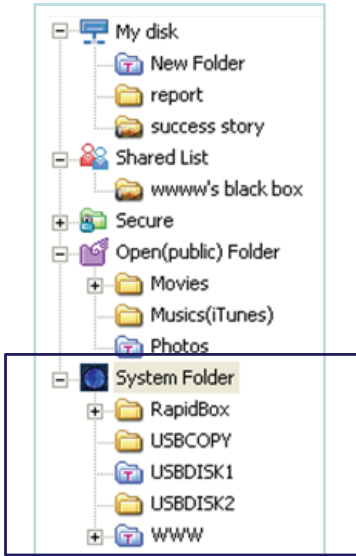 My disk
New Folder
report
success story
Shared List
wwww's black box
Secure
Open(public) Folder
Movies
Musics(iTunes)
Photos
System Folder
RapidBox
USBCOPY
USBDISK1
USBDISK2
WWW